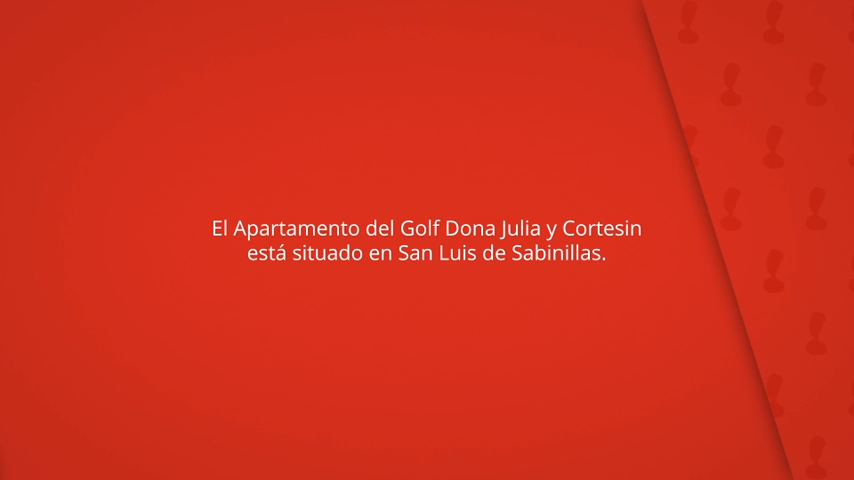 El Apartamento del Golf Dona Julia y Cortesin
está situado en San Luis de Sabinillas.